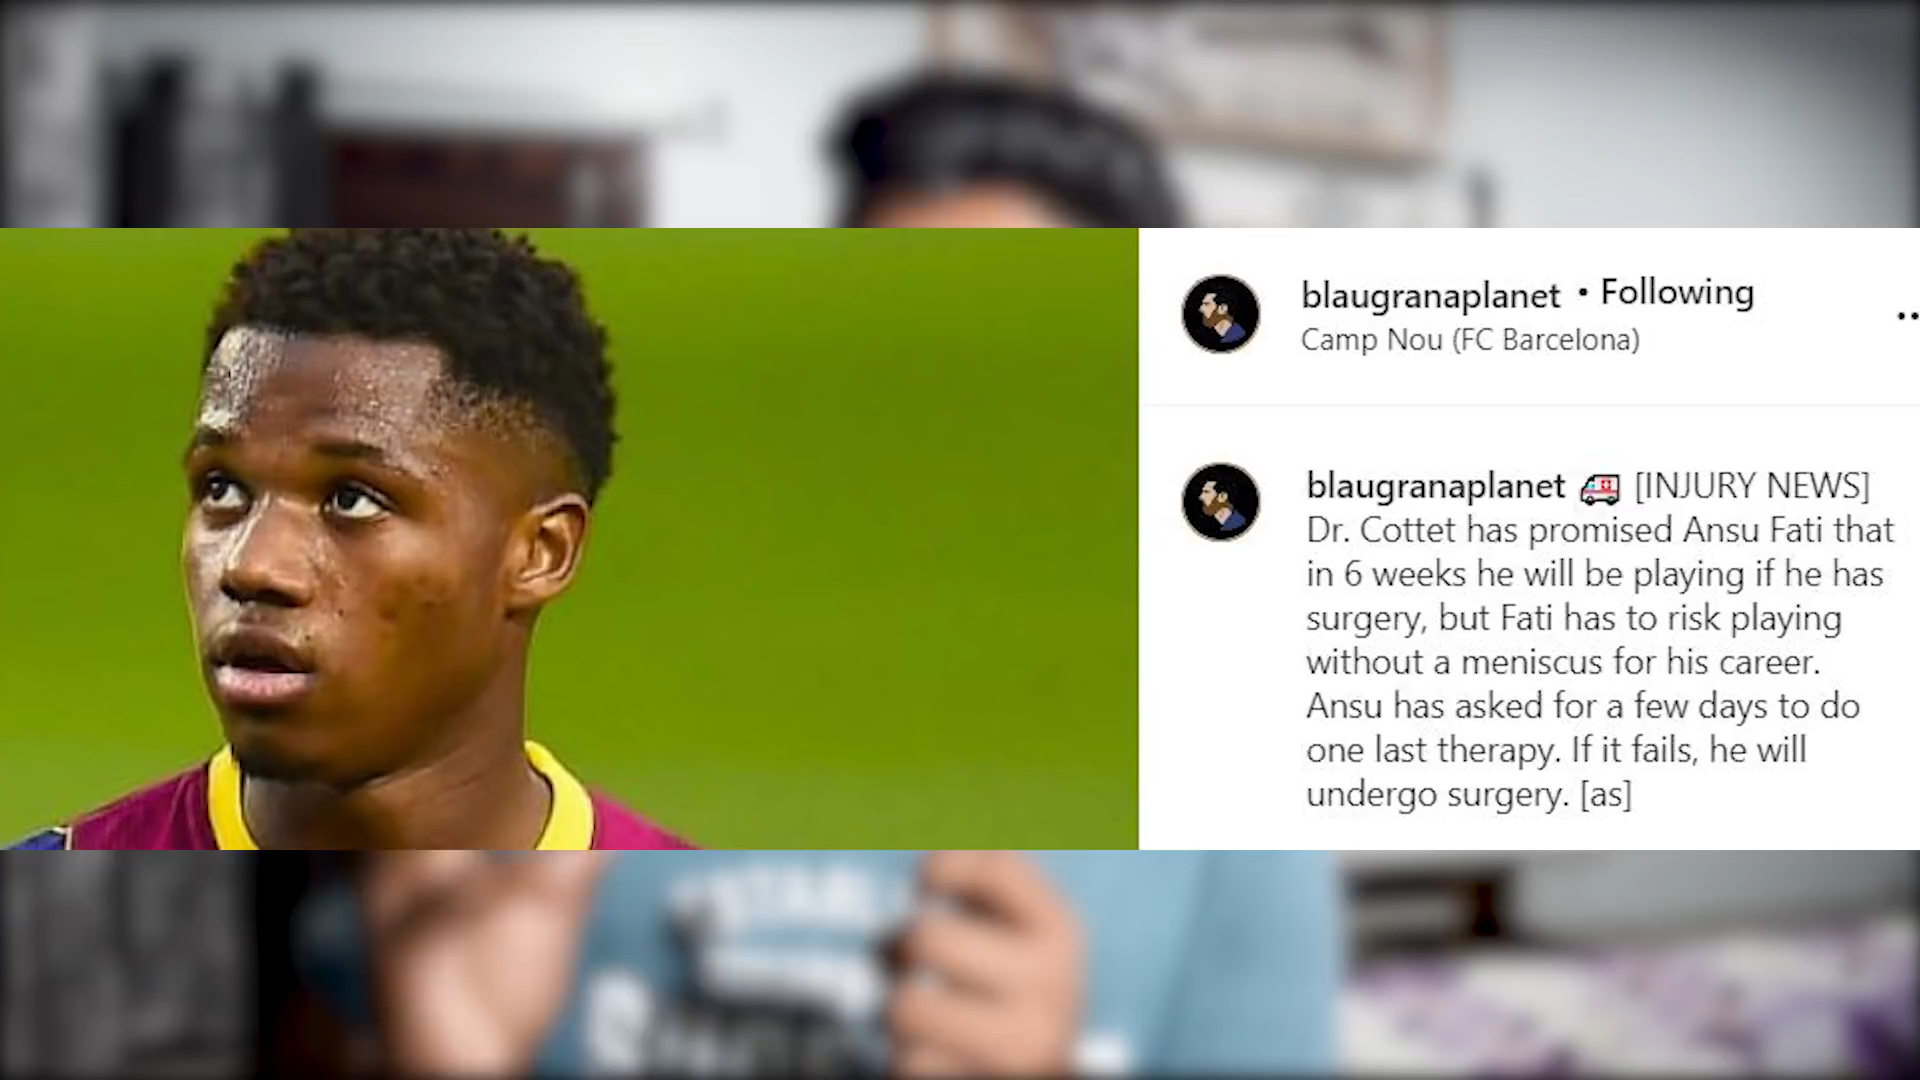 blaugranaplanet • Following
Camp Nou (FC Barcelona)
blaugranaplanet 🚑 [INJURY NEWS]
Dr. Cottet has promised Ansu Fati that
in 6 weeks he will be playing if he has
surgery, but Fati has to risk playing
without a meniscus for his career.
Ansu has asked for a few days to do
one last therapy. If it fails, he will
undergo surgery. [as]